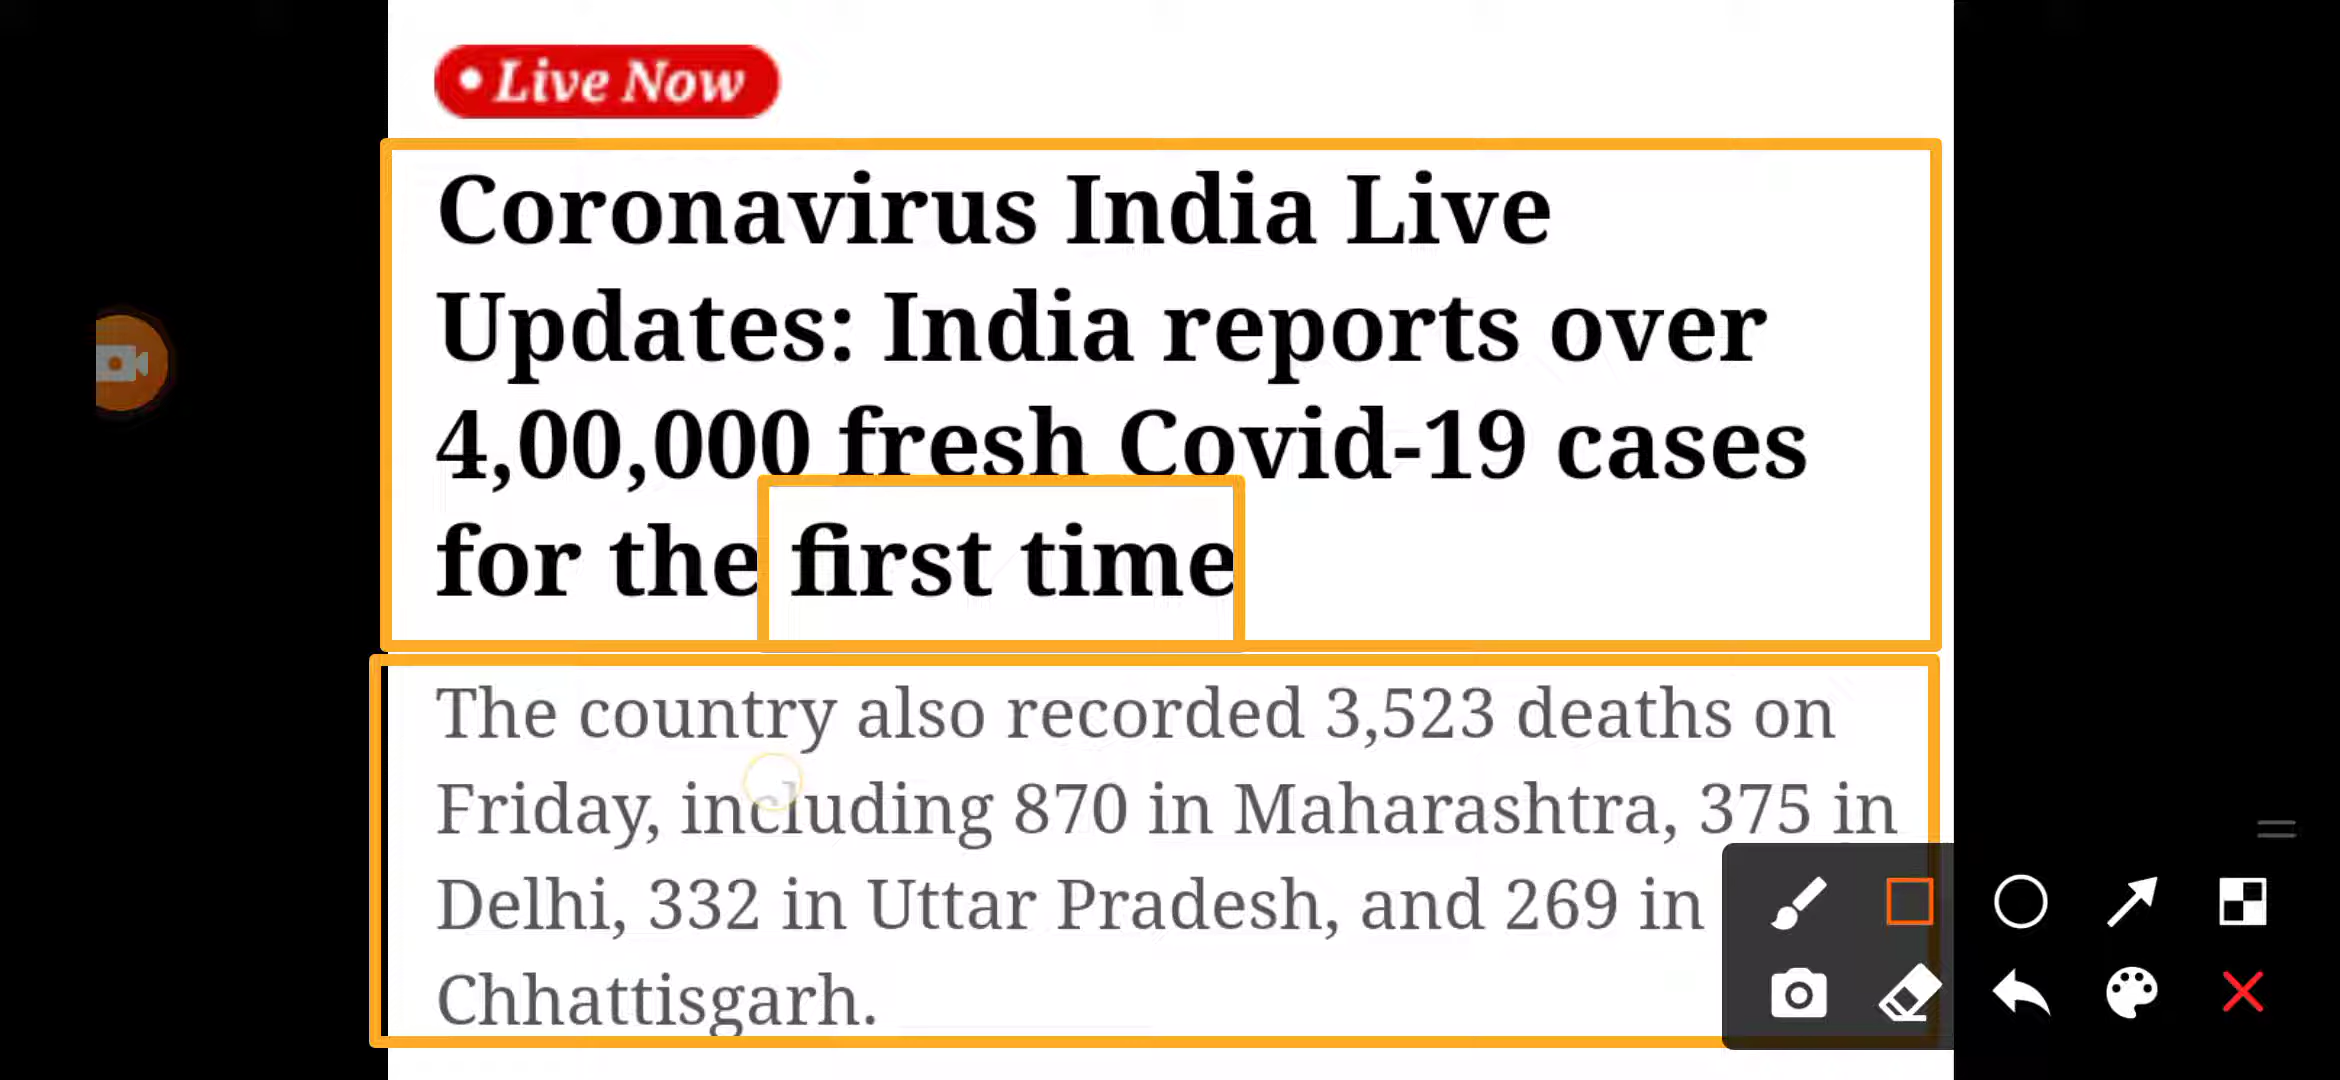 Live Now
Coronavirus India Live
Updates: India reports over
4,00,000 fresh Covid-19 cases
for the first time
The country also recorded 3,523 deaths on
Friday, including 870 in Maharashtra, 375 in
Delhi, 332 in Uttar Pradesh, and 269 in
Chhattisgarh.